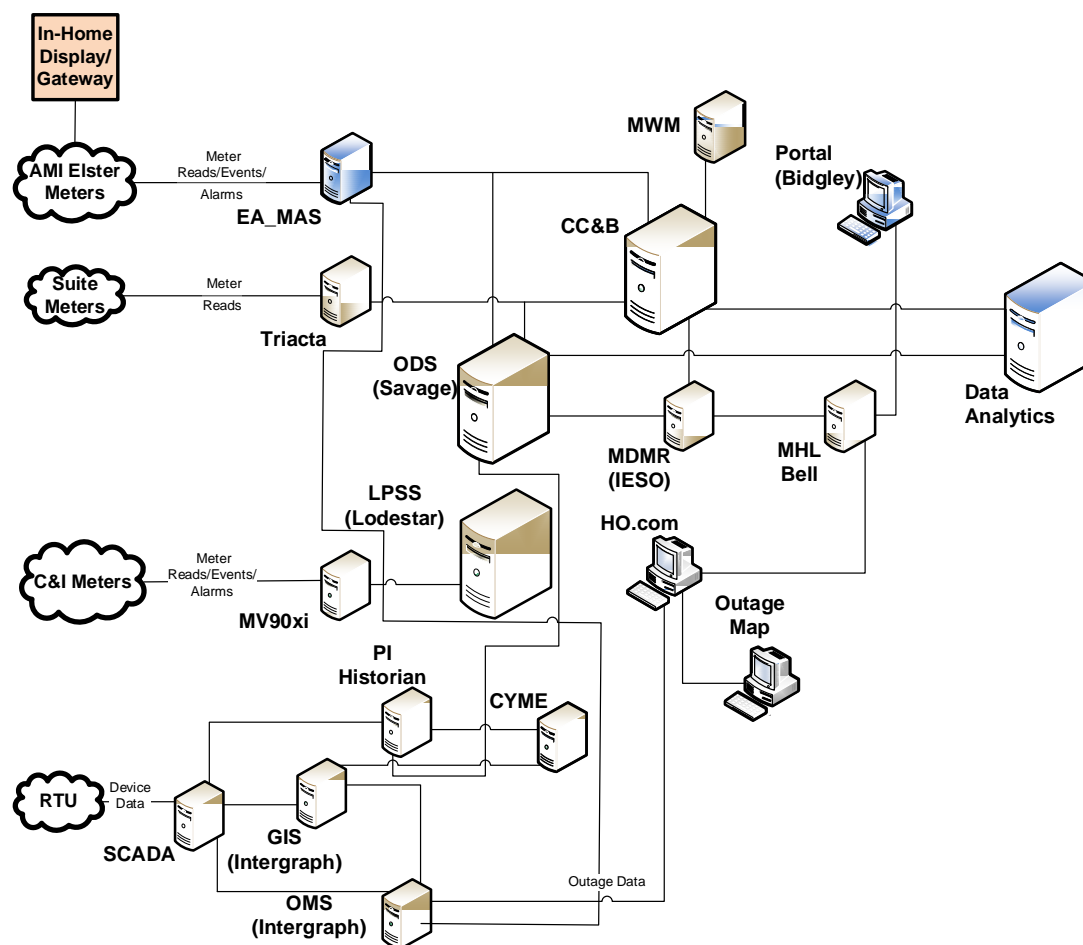 In-Home
Display/
Gateway
MWM
Portal
(Bidgley)
AMI Elster
Meters
Meter
Reads/Events/
Alarms
EA_MAS
CC&B
Suite
Meters
Meter
Reads
Triacta
ODS
(Savage)
Data
Analytics
MDMR
(IESO)
MHL
Bell
LPSS
(Lodestar)
HO.com
C&I Meters
Meter
Reads/Events/
Alarms
MV90xi
Outage
Map
PI
Historian
CYME
RTU
Device
Data
SCADA
GIS
(Intergraph)
OMS
(Intergraph)
Outage Data